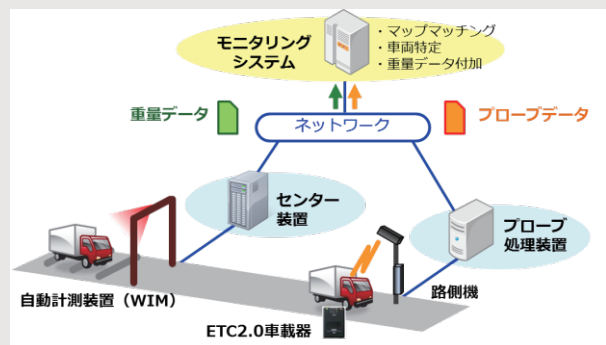 モニタリング
システム
・マップマッチング
・車両特定
・重量データ付加
重量データ
プローブデータ
ネットワーク
センター
装置
プローブ
処理装置
自動計測装置（WIM）
路側機
ETC2.0車載器